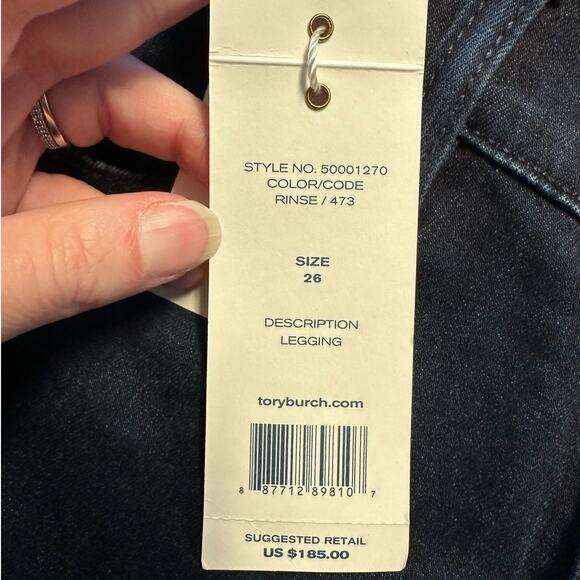 STYLE NO. 50001270
COLOR/CODE
RINSE / 473
SIZE
26
DESCRIPTION
LEGGING
toryburch.com
8 87712 89810 7
SUGGESTED RETAIL
US $185.00